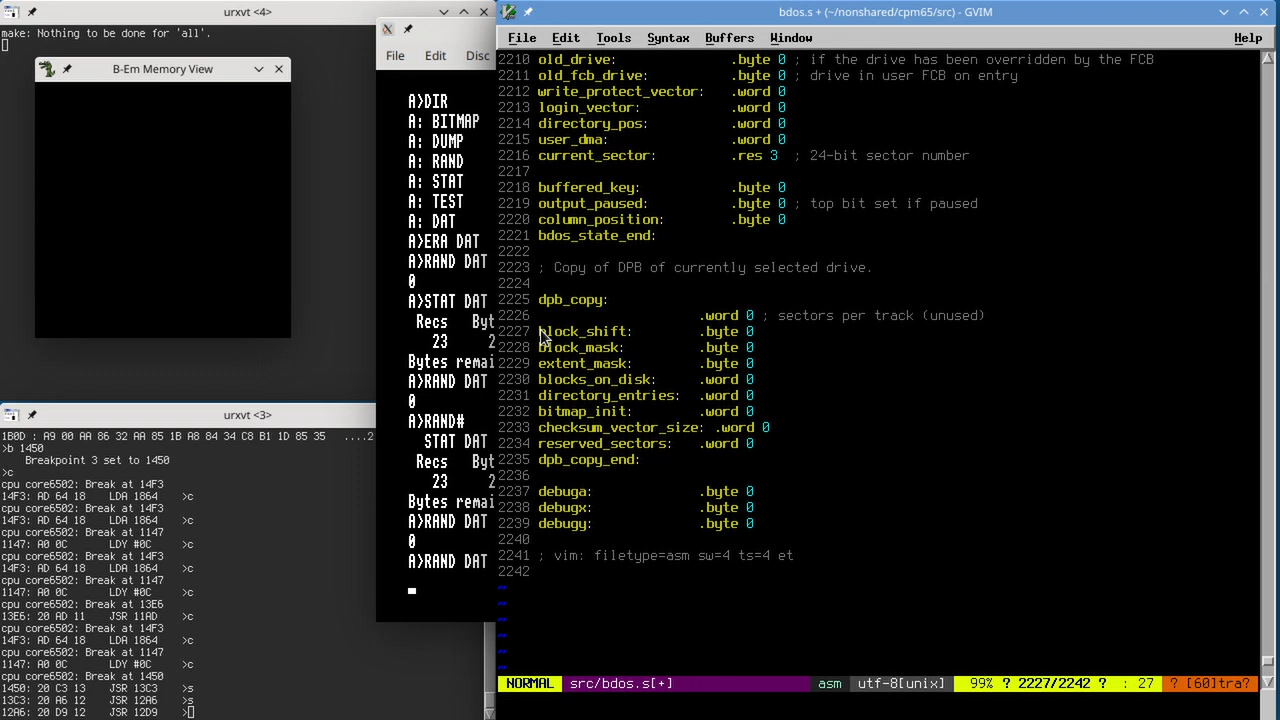 urxvt <4>
make: Nothing to be done for 'all'.
B-Em Memory View
File Edit Disc
A>DIR
A: BITMAP
A: DUMP
A: RAND
A: STAT
A: TEST
A: DAT
A>ERA DAT
A>RAND DAT
0
A>STAT DAT
Recs Byt
23 2
Bytes remai
A>RAND DAT
0
A>RAND#
STAT DAT
Recs Byt
23 2
Bytes remai
A>RAND DAT
0
A>RAND DAT
urxvt <3>
1B0D : A9 00 AA 86 32 AA 85 1B A8 84 34 C8 B1 1D 85 35 ....2
>b 1450
Breakpoint 3 set to 1450
>c
cpu core6502: Break at 14F3
14F3: AD 64 18 LDA 1864 >c
cpu core6502: Break at 14F3
14F3: AD 64 18 LDA 1864 >c
cpu core6502: Break at 1147
1147: A0 0C LDY #0C >c
cpu core6502: Break at 14F3
14F3: AD 64 18 LDA 1864 >c
cpu core6502: Break at 1147
1147: A0 0C LDY #0C >c
cpu core6502: Break at 13E6
13E6: 20 AD 11 JSR 11AD >c
cpu core6502: Break at 14F3
14F3: AD 64 18 LDA 1864 >c
cpu core6502: Break at 1147
1147: A0 0C LDY #0C >c
cpu core6502: Break at 1450
1450: 20 C3 13 JSR 13C3 >s
13C3: 20 A6 12 JSR 12A6 >s
12A6: 20 D9 12 JSR 12D9 >
bdos.s + (~/nonshared/cpm65/src) - GVIM
File Edit Tools Syntax Buffers Window Help
2210 old_drive: .byte 0 ; if the drive has been overridden by the FCB
2211 old_fcb_drive: .byte 0 ; drive in user FCB on entry
2212 write_protect_vector: .word 0
2213 login_vector: .word 0
2214 directory_pos: .word 0
2215 user_dma: .word 0
2216 current_sector: .res 3 ; 24-bit sector number
2217
2218 buffered_key: .byte 0
2219 output_paused: .byte 0 ; top bit set if paused
2220 column_position: .byte 0
2221 bdos_state_end:
2222
2223 ; Copy of DPB of currently selected drive.
2224
2225 dpb_copy:
2226 .word 0 ; sectors per track (unused)
2227 block_shift: .byte 0
2228 block_mask: .byte 0
2229 extent_mask: .byte 0
2230 blocks_on_disk: .word 0
2231 directory_entries: .word 0
2232 bitmap_init: .word 0
2233 checksum_vector_size: .word 0
2234 reserved_sectors: .word 0
2235 dpb_copy_end:
2236
2237 debuga: .byte 0
2238 debugx: .byte 0
2239 debugy: .byte 0
2240
2241 ; vim: filetype=asm sw=4 ts=4 et
2242
~
~
~
~
~
~
NORMAL src/bdos.s[+] asm utf-8[unix] 99% ? 2227/2242 ? : 27 ? [60]tra?